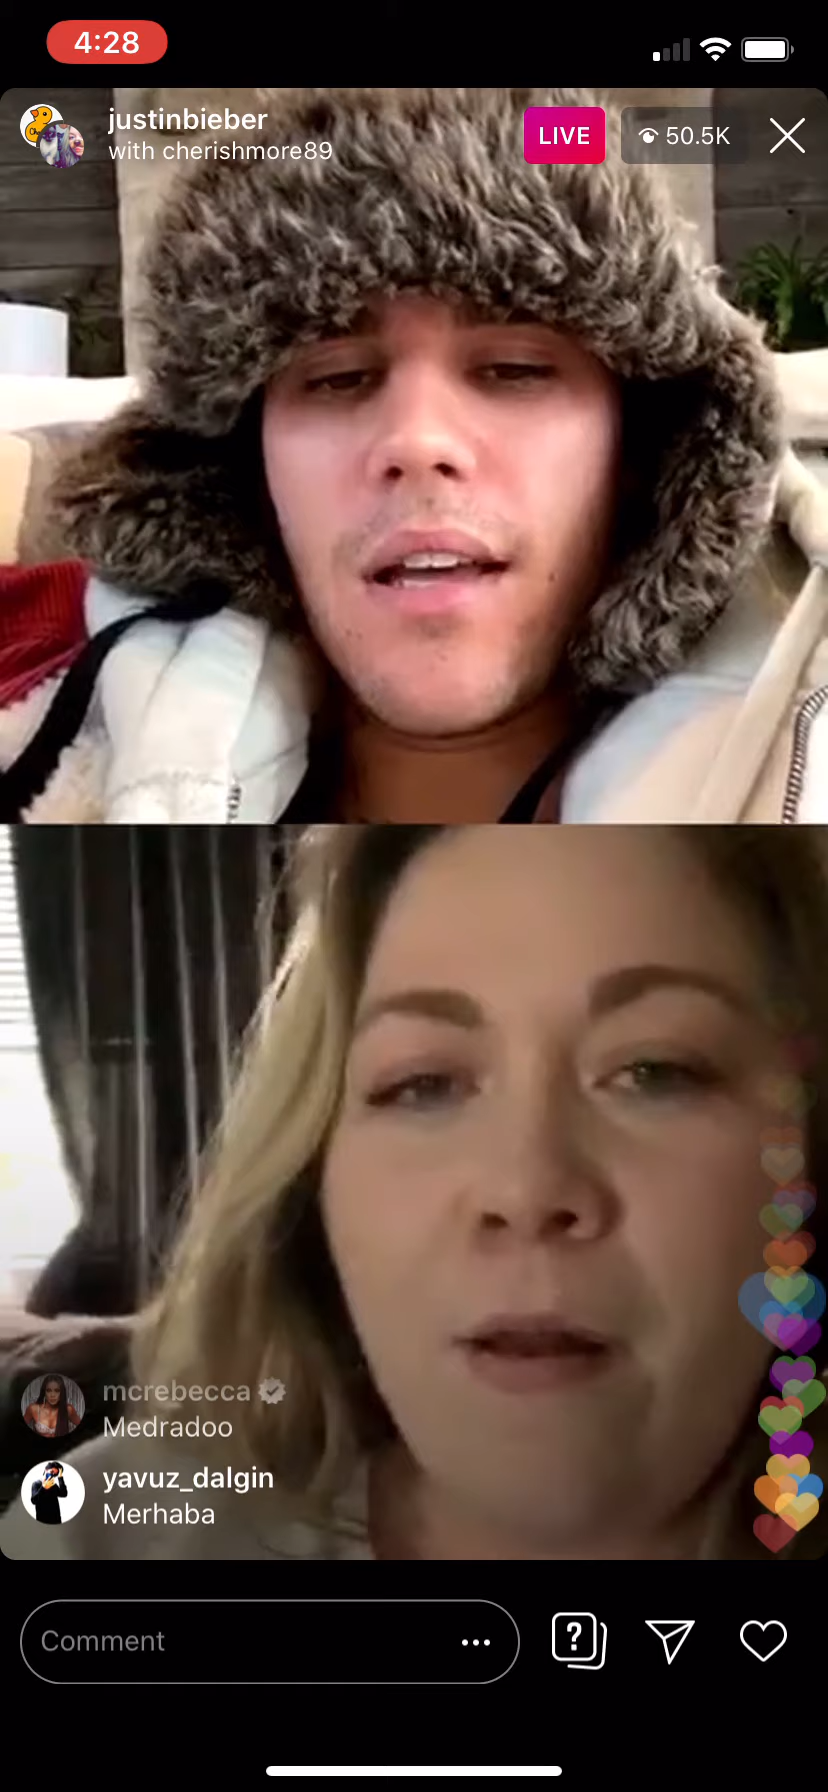 4:28
justinbieber
with cherishmore89
LIVE
50.5K
mcrebecca
Medradoo
yavuz_dalgin
Merhaba
Comment